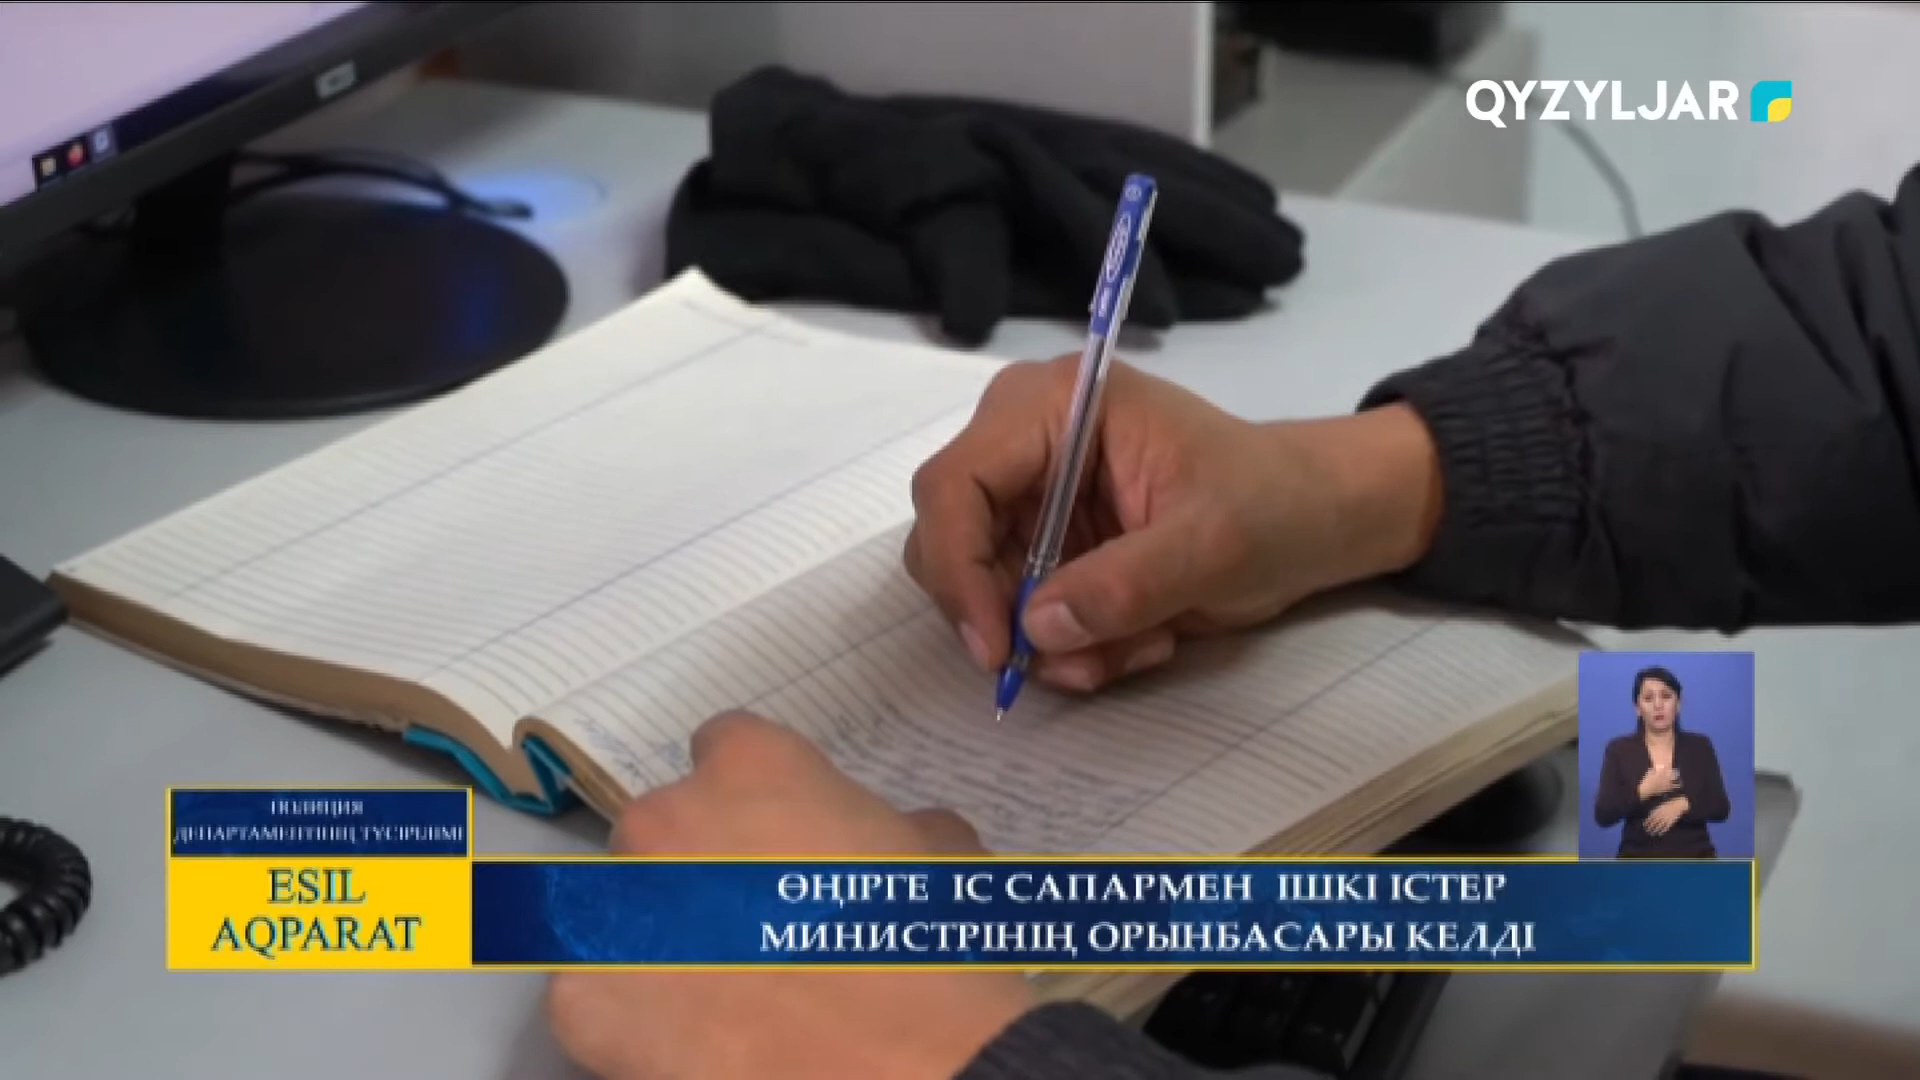 QYZYLJAR
ПОЛИЦИЯ
ДЕПАРТАМЕНТІНІҢ ТҮСІРІЛІМІ
ESIL
AQPARAT
ӨҢІРГЕ ІС САПАРМЕН ІШКІ ІСТЕР
МИНИСТРІНІҢ ОРЫНБАСАРЫ КЕЛДІ